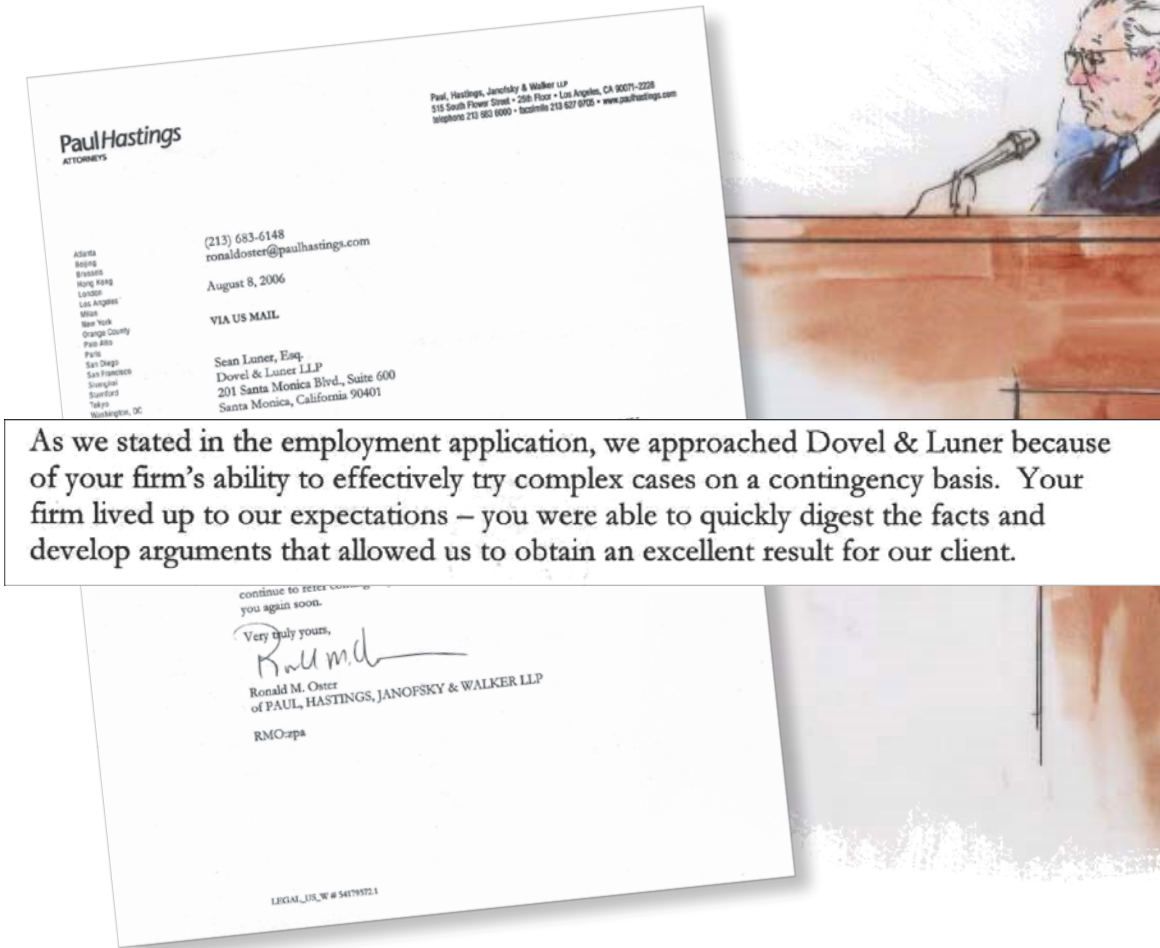 Paul, Hastings, Janofsky & Walker LLP
515 South Flower Street • 25th Floor • Los Angeles, CA 90071-2228
telephone 213 683 6000 • facsimile 213 627 0705 • www.paulhastings.com
PaulHastings
ATTORNEYS
(213) 683-6148
ronaldoster@paulhastings.com
August 8, 2006
VIA US MAIL
Atlanta
Beijing
Brussels
Hong Kong
London
Los Angeles
Milan
New York
Orange County
Palo Alto
Paris
San Diego
San Francisco
Shanghai
Stamford
Tokyo
Washington, DC
Sean Luner, Esq.
Dovel & Luner LLP
201 Santa Monica Blvd., Suite 600
Santa Monica, California 90401
As we stated in the employment application, we approached Dovel & Luner because
of your firm's ability to effectively try complex cases on a contingency basis. Your
firm lived up to our expectations – you were able to quickly digest the facts and
develop arguments that allowed us to obtain an excellent result for our client.
continue to refer
you again soon.
Very truly yours,
Ronald M. Oster
of PAUL, HASTINGS, JANOFSKY & WALKER LLP
RMO:zpa
LEGAL_US_W # 54179572.1